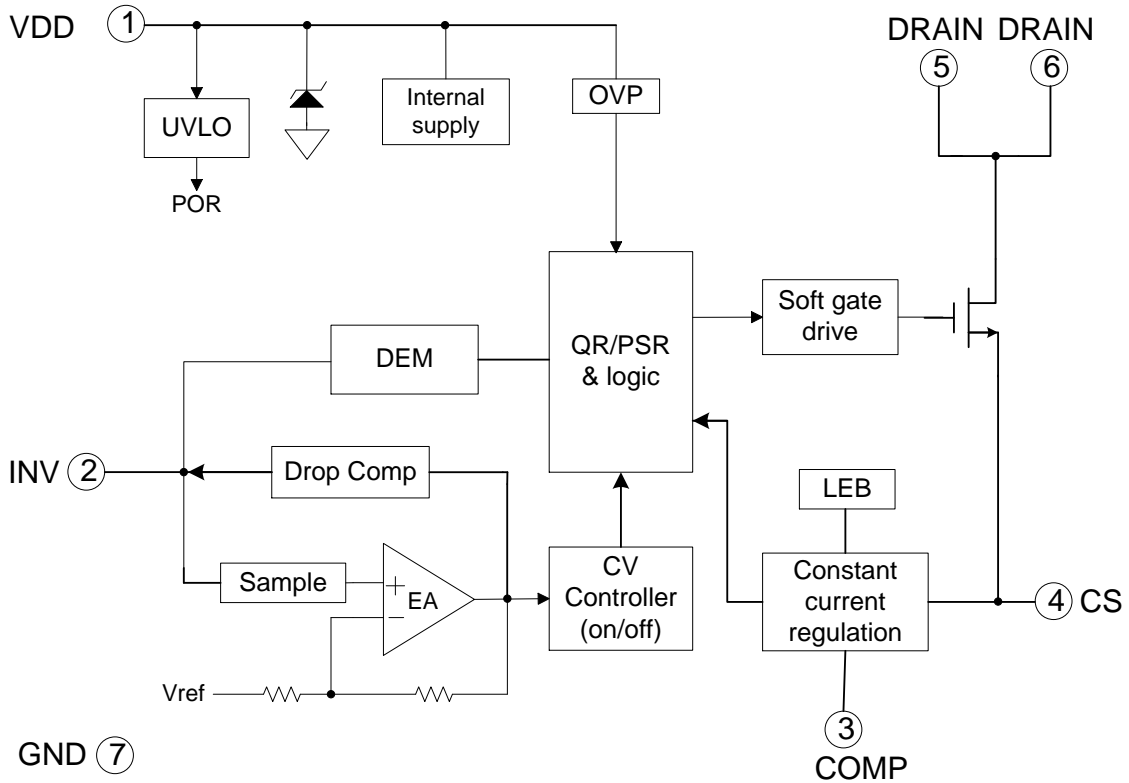 VDD 1
DRAIN DRAIN
5 6
UVLO
POR
Internal
supply
OVP
QR/PSR
& logic
Soft gate
drive
DEM
INV 2
Drop Comp
Sample
+
EA
−
CV
Controller
(on/off)
LEB
Constant
current
regulation
4 CS
Vref
3
COMP
GND 7